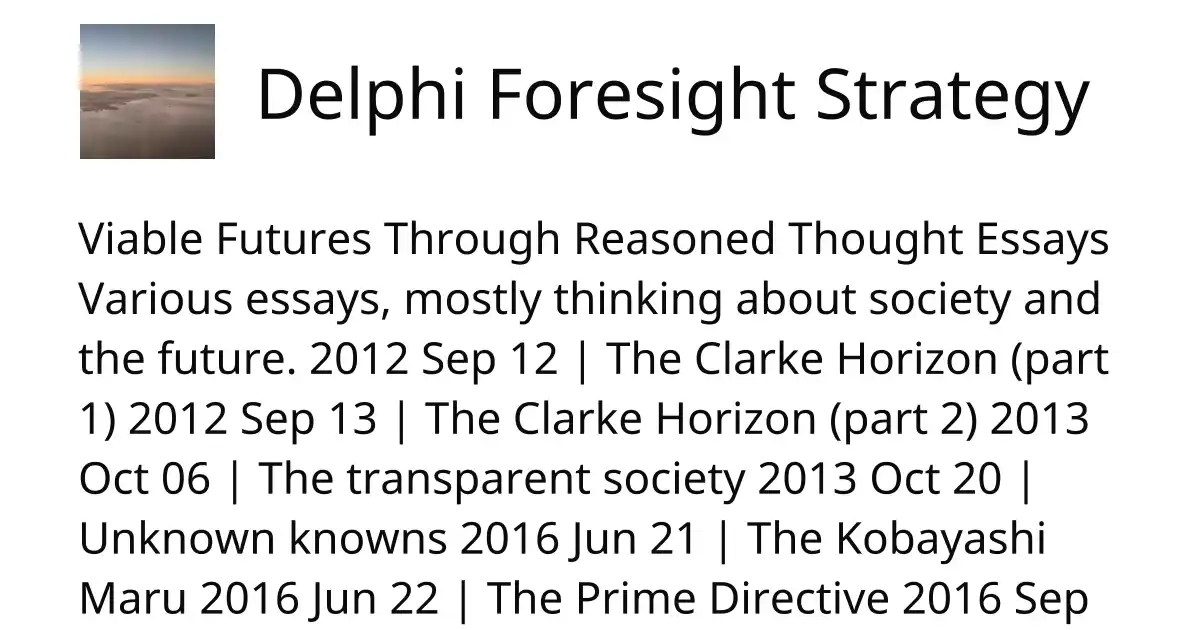 Delphi Foresight Strategy
Viable Futures Through Reasoned Thought Essays
Various essays, mostly thinking about society and
the future. 2012 Sep 12 | The Clarke Horizon (part
1) 2012 Sep 13 | The Clarke Horizon (part 2) 2013
Oct 06 | The transparent society 2013 Oct 20 |
Unknown knowns 2016 Jun 21 | The Kobayashi
Maru 2016 Jun 22 | The Prime Directive 2016 Sep